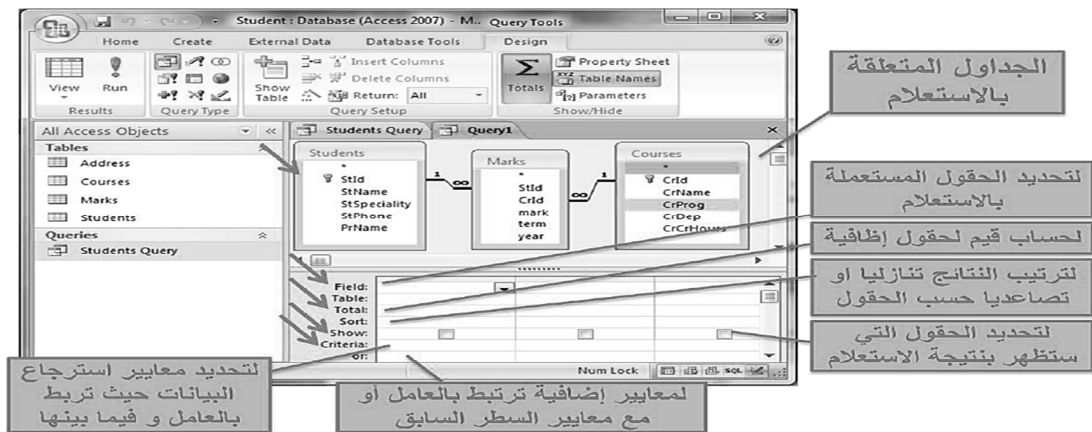 Student : Database (Access 2007) - M..
Query Tools
Home
Create
External Data
Database Tools
Design
View
Run
Results
Query Type
Show Table
Insert Columns
Delete Columns
Return: All
Query Setup
Σ
Totals
Property Sheet
XYZ Table Names
Parameters
Show/Hide
All Access Objects
Tables
Address
Courses
Marks
Students
Queries
Students Query
Students Query
Query1
Students
*
StId
StName
StSpeciality
StPhone
PrName
1
∞
Marks
*
StId
CrId
mark
term
year
∞
1
Courses
*
CrId
CrName
CrProg
CrDep
CrCrHours
Field:
Table:
Total:
Sort:
Show:
Criteria:
or:
Num Lock
SQL
الجداول المتعلقة
بالاستعلام
لتحديد الحقول المستعملة
بالاستعلام
لحساب قيم لحقول إظافية
لترتيب النتائج تنازليا او
تصاعديا حسب الحقول
لتحديد الحقول التي
ستظهر بنتيجة الاستعلام
لتحديد معايير استرجاع
البيانات حيث تربط
بالعامل و فيما بينها
لمعايير إضافية ترتبط بالعامل أو
مع معايير السطر السابق